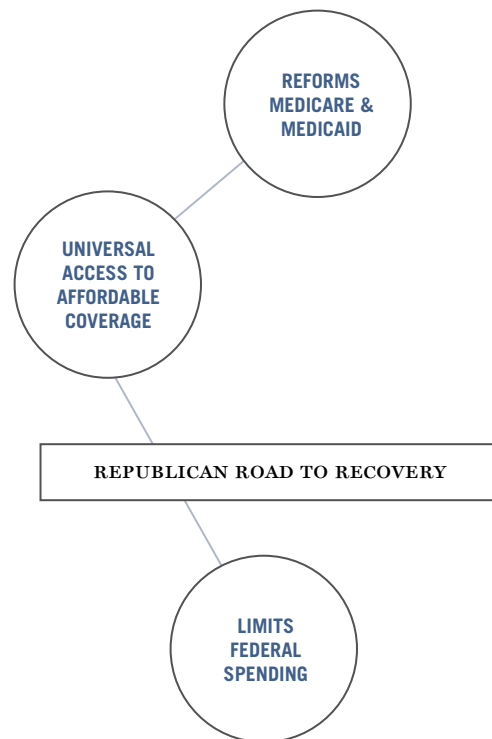 REFORMS
MEDICARE &
MEDICAID
UNIVERSAL
ACCESS TO
AFFORDABLE
COVERAGE
REPUBLICAN ROAD TO RECOVERY
LIMITS
FEDERAL
SPENDING